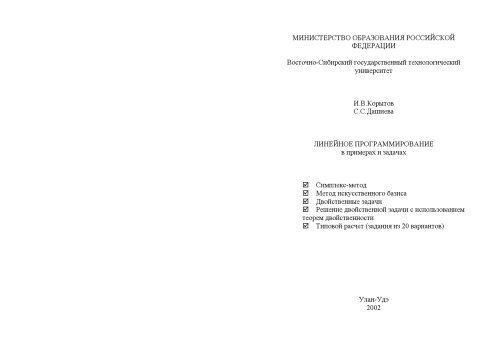 МИНИСТЕРСТВО ОБРАЗОВАНИЯ РОССИЙСКОЙ
ФЕДЕРАЦИИ
Восточно-Сибирский государственный технологический
университет
И.В.Корытов
С.С.Дашиева
ЛИНЕЙНОЕ ПРОГРАММИРОВАНИЕ
в примерах и задачах
☑ Симплекс-метод
☑ Метод искусственного базиса
☑ Двойственные задачи
☑ Решение двойственной задачи с использованием
теорем двойственности
☑ Типовой расчет (задания из 20 вариантов)
Улан-Удэ
2002